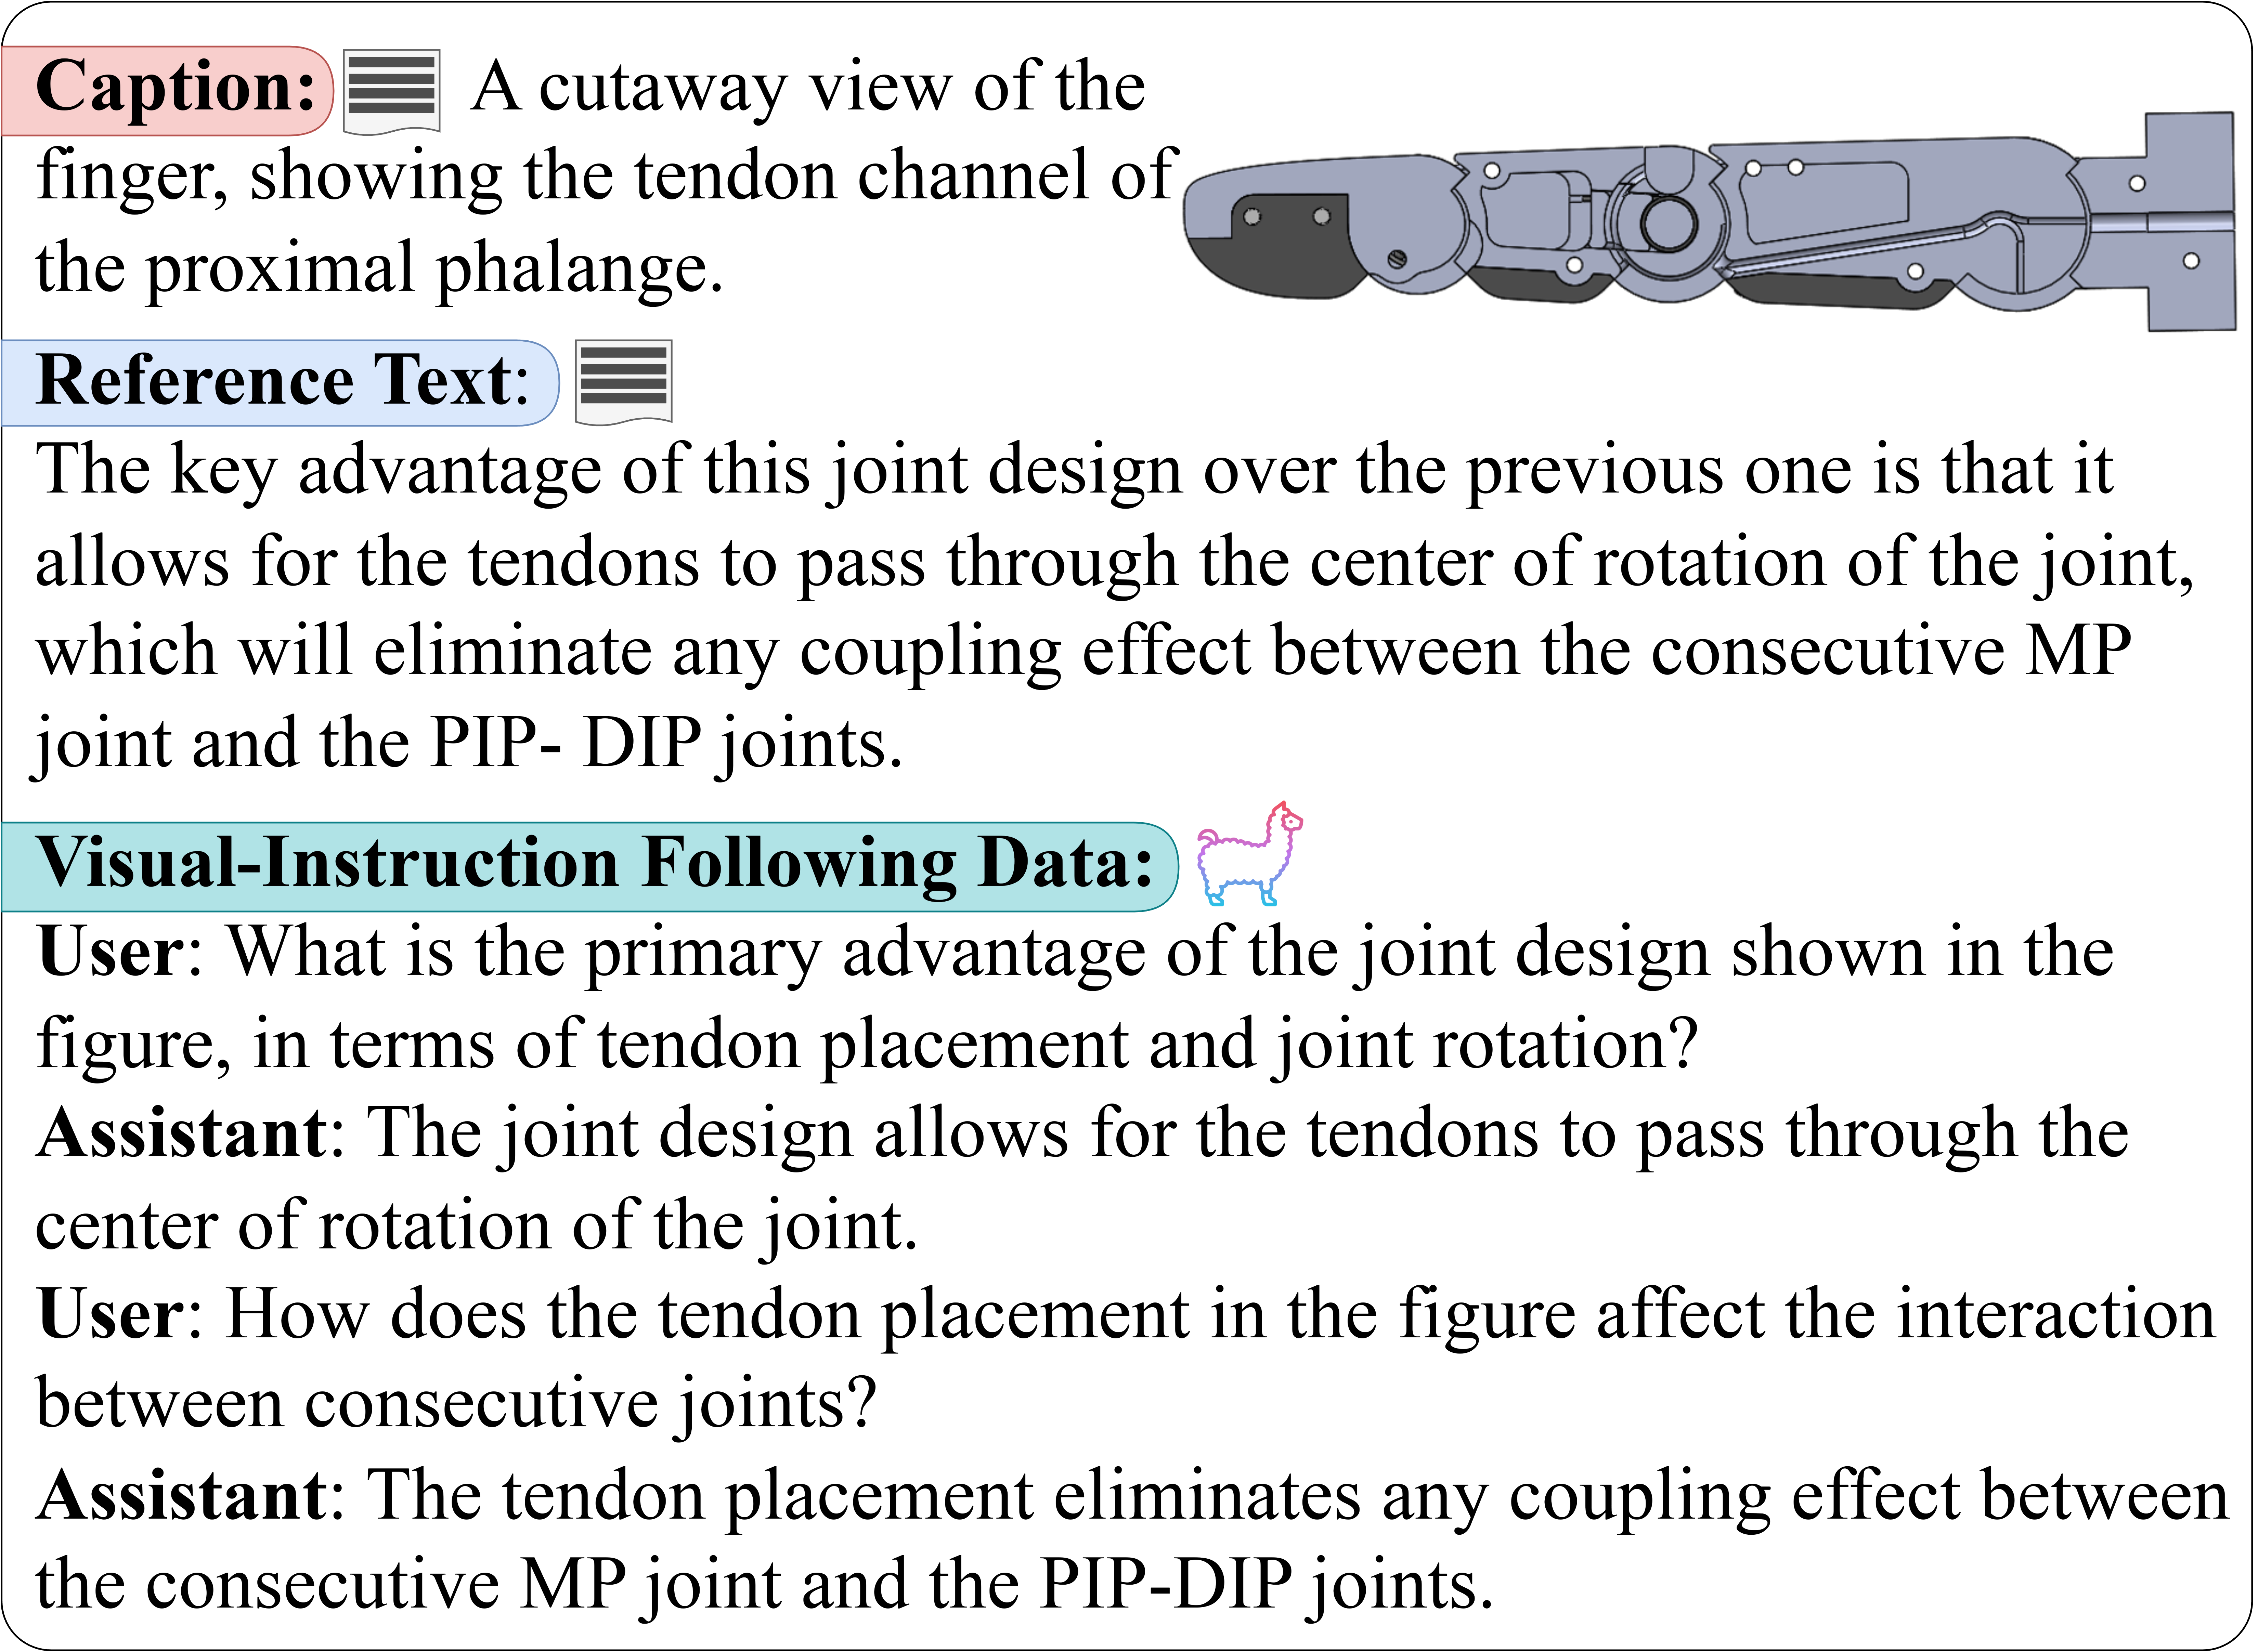 Caption: A cutaway view of the
finger, showing the tendon channel of
the proximal phalange.
Reference Text:
The key advantage of this joint design over the previous one is that it
allows for the tendons to pass through the center of rotation of the joint,
which will eliminate any coupling effect between the consecutive MP
joint and the PIP- DIP joints.
Visual-Instruction Following Data:
User: What is the primary advantage of the joint design shown in the
figure, in terms of tendon placement and joint rotation?
Assistant: The joint design allows for the tendons to pass through the
center of rotation of the joint.
User: How does the tendon placement in the figure affect the interaction
between consecutive joints?
Assistant: The tendon placement eliminates any coupling effect between
the consecutive MP joint and the PIP-DIP joints.